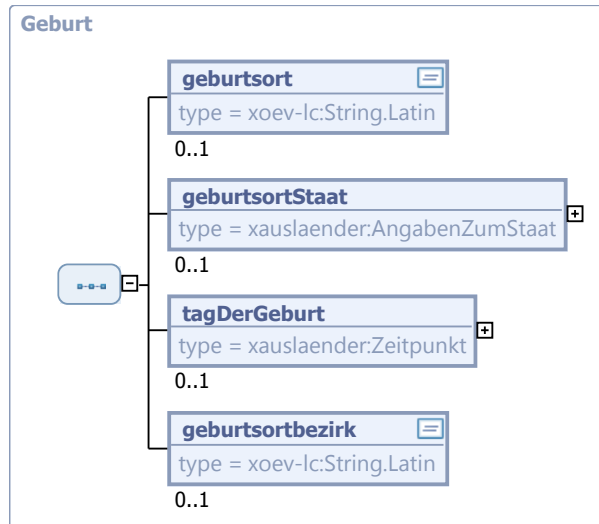 Geburt
geburtsort
type = xoev-lc:String.Latin
0..1
geburtsortStaat
type = xauslaender:AngabenZumStaat
0..1
tagDerGeburt
type = xauslaender:Zeitpunkt
0..1
geburtsortbezirk
type = xoev-lc:String.Latin
0..1